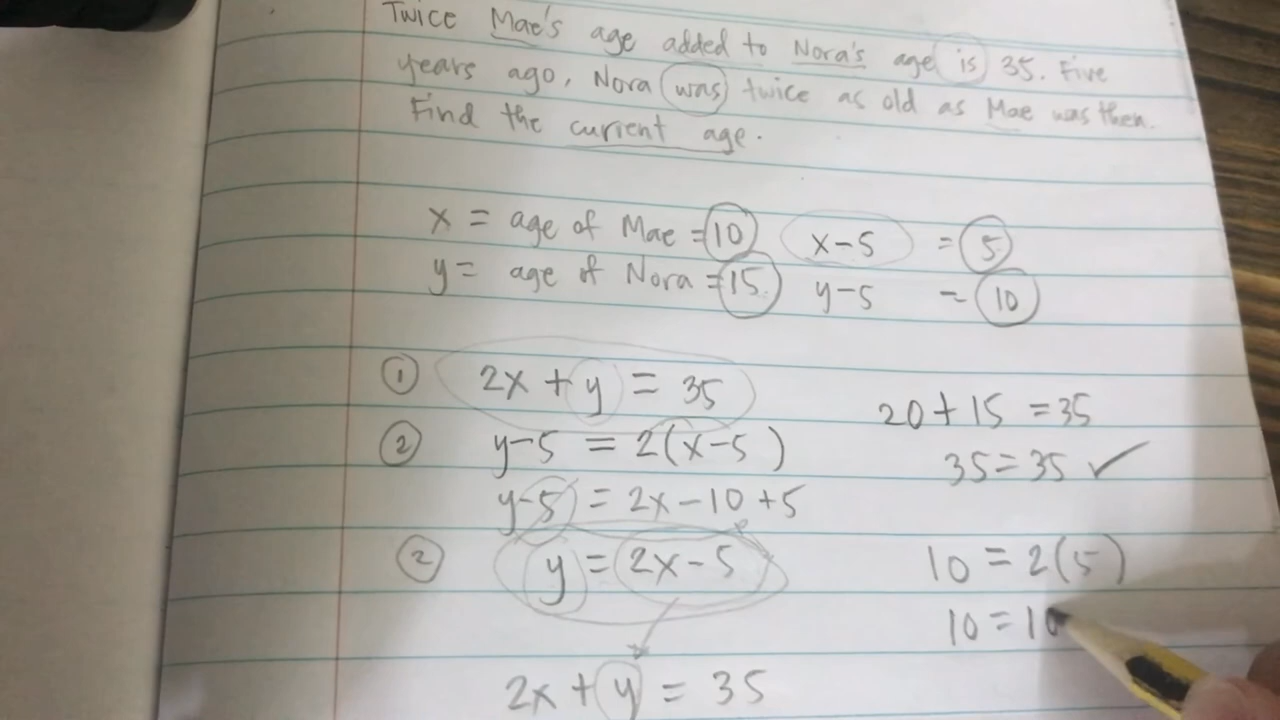 Twice Mae's age added to Nora's age is 35. Five
years ago, Nora was twice as old as Mae was then.
Find the current age.
x = age of Mae = 10 x-5 = 5
y = age of Nora = 15 y-5 = 10
① 2x + y = 35
20 + 15 = 35
② y-5 = 2(x-5)
35 = 35 ✓
y-5 = 2x - 10 + 5
② y = 2x - 5
10 = 2(5)
10 = 10
2x + y = 35